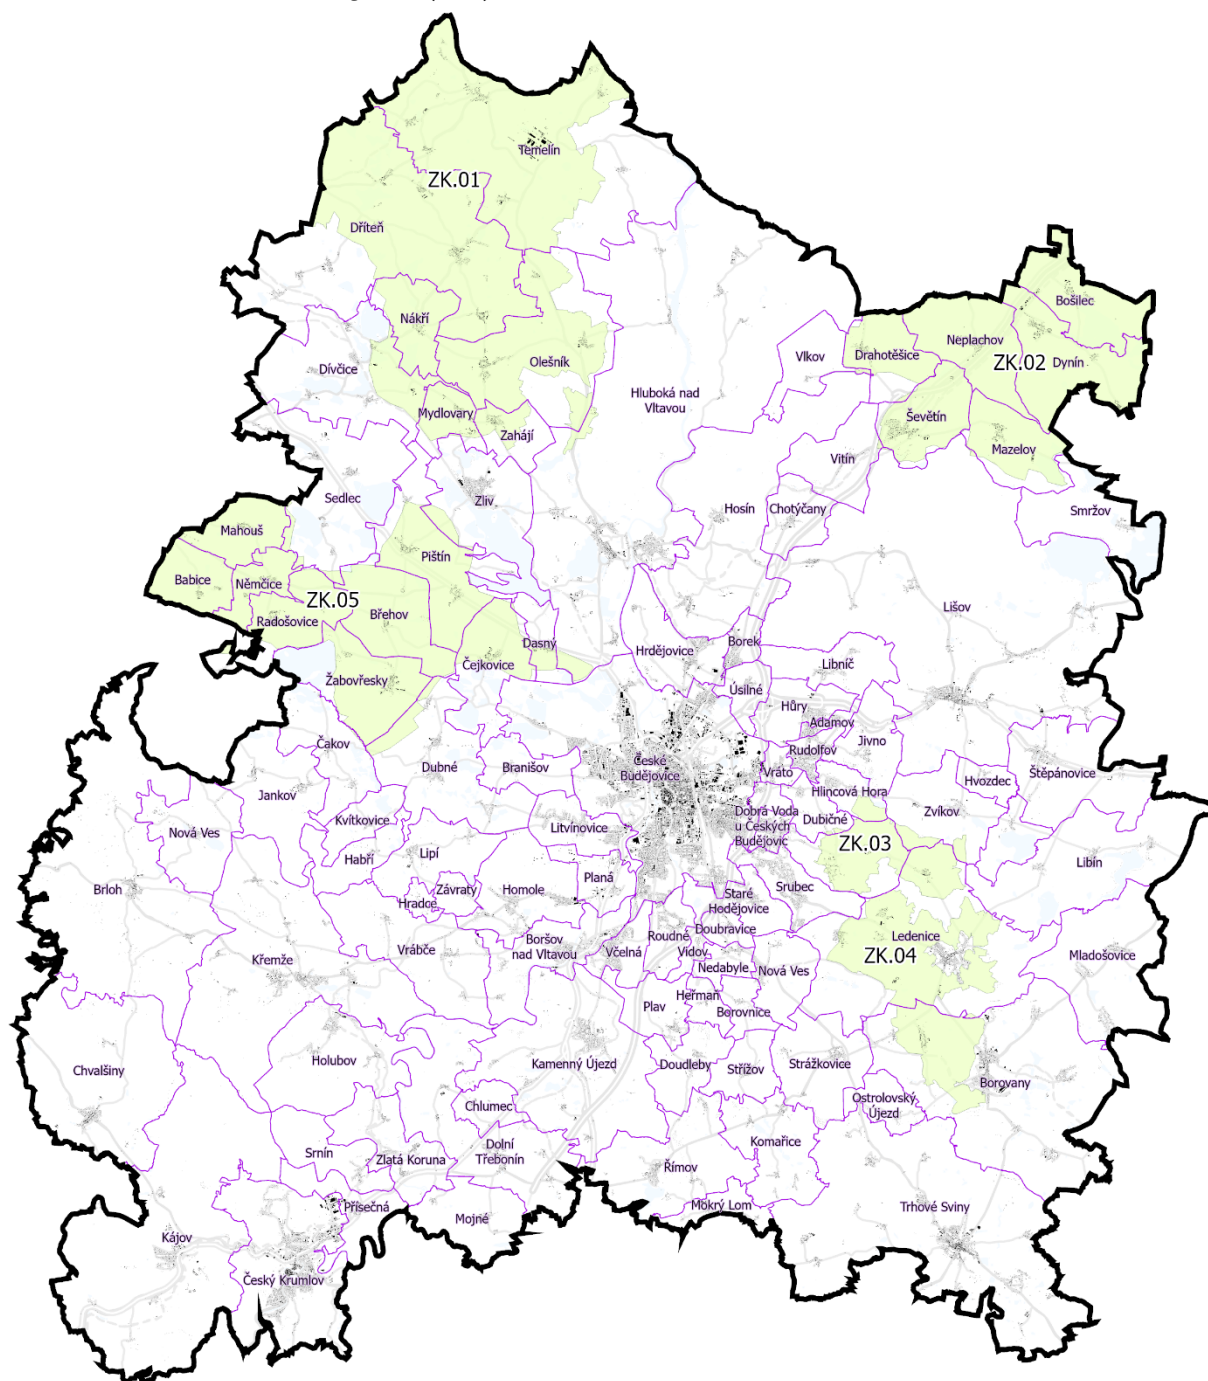 Temelín
ZK.01
Dříteň
Bošilec
Nákří
Neplachov
Drahotěšice
Vlkov
ZK.02
Dynín
Olešník
Dívčice
Hluboká nad
Vltavou
Mydlovary
Ševětín
Zahájí
Mazelov
Vitín
Sedlec
Zliv
Hosín
Chotýčany
Smržov
Mahouš
Pištín
Babice
Němčice
ZK.05
Břehov
Radošovice
Lišov
Dasný
Borek
Hrdějovice
Čejkovice
Libníč
Žabovřesky
Úsilné
Hůry
Adamov
Jivno
Čakov
Rudolfov
Dubné
Branišov
České
Budějovice
Vráto
Štěpánovice
Hvozdec
Jankov
Hlincová Hora
Zvíkov
Dobrá Voda
u Českých
Budějovic
Dubičné
Kvítkovice
Litvínovice
Nová Ves
ZK.03
Lipí
Habří
Libín
Planá
Srubec
Brloh
Závraty
Homole
Hradce
Staré
Hodějovice
Doubravice
Roudné
Ledenice
Boršov
nad Vltavou
Vrábče
Včelná
Vidov
ZK.04
Mladošovice
Křemže
Nedabyle
Nová Ves
Heřmaň
Plav
Borovnice
Kamenný Újezd
Holubov
Doudleby
Střížov
Strážkovice
Chvalšiny
Borovany
Ostrolovský
Újezd
Chlumec
Komařice
Dolní
Třebonín
Srnín
Zlatá Koruna
Římov
Přísečná
Mokrý Lom
Trhové Sviny
Mojné
Kájov
Český Krumlov